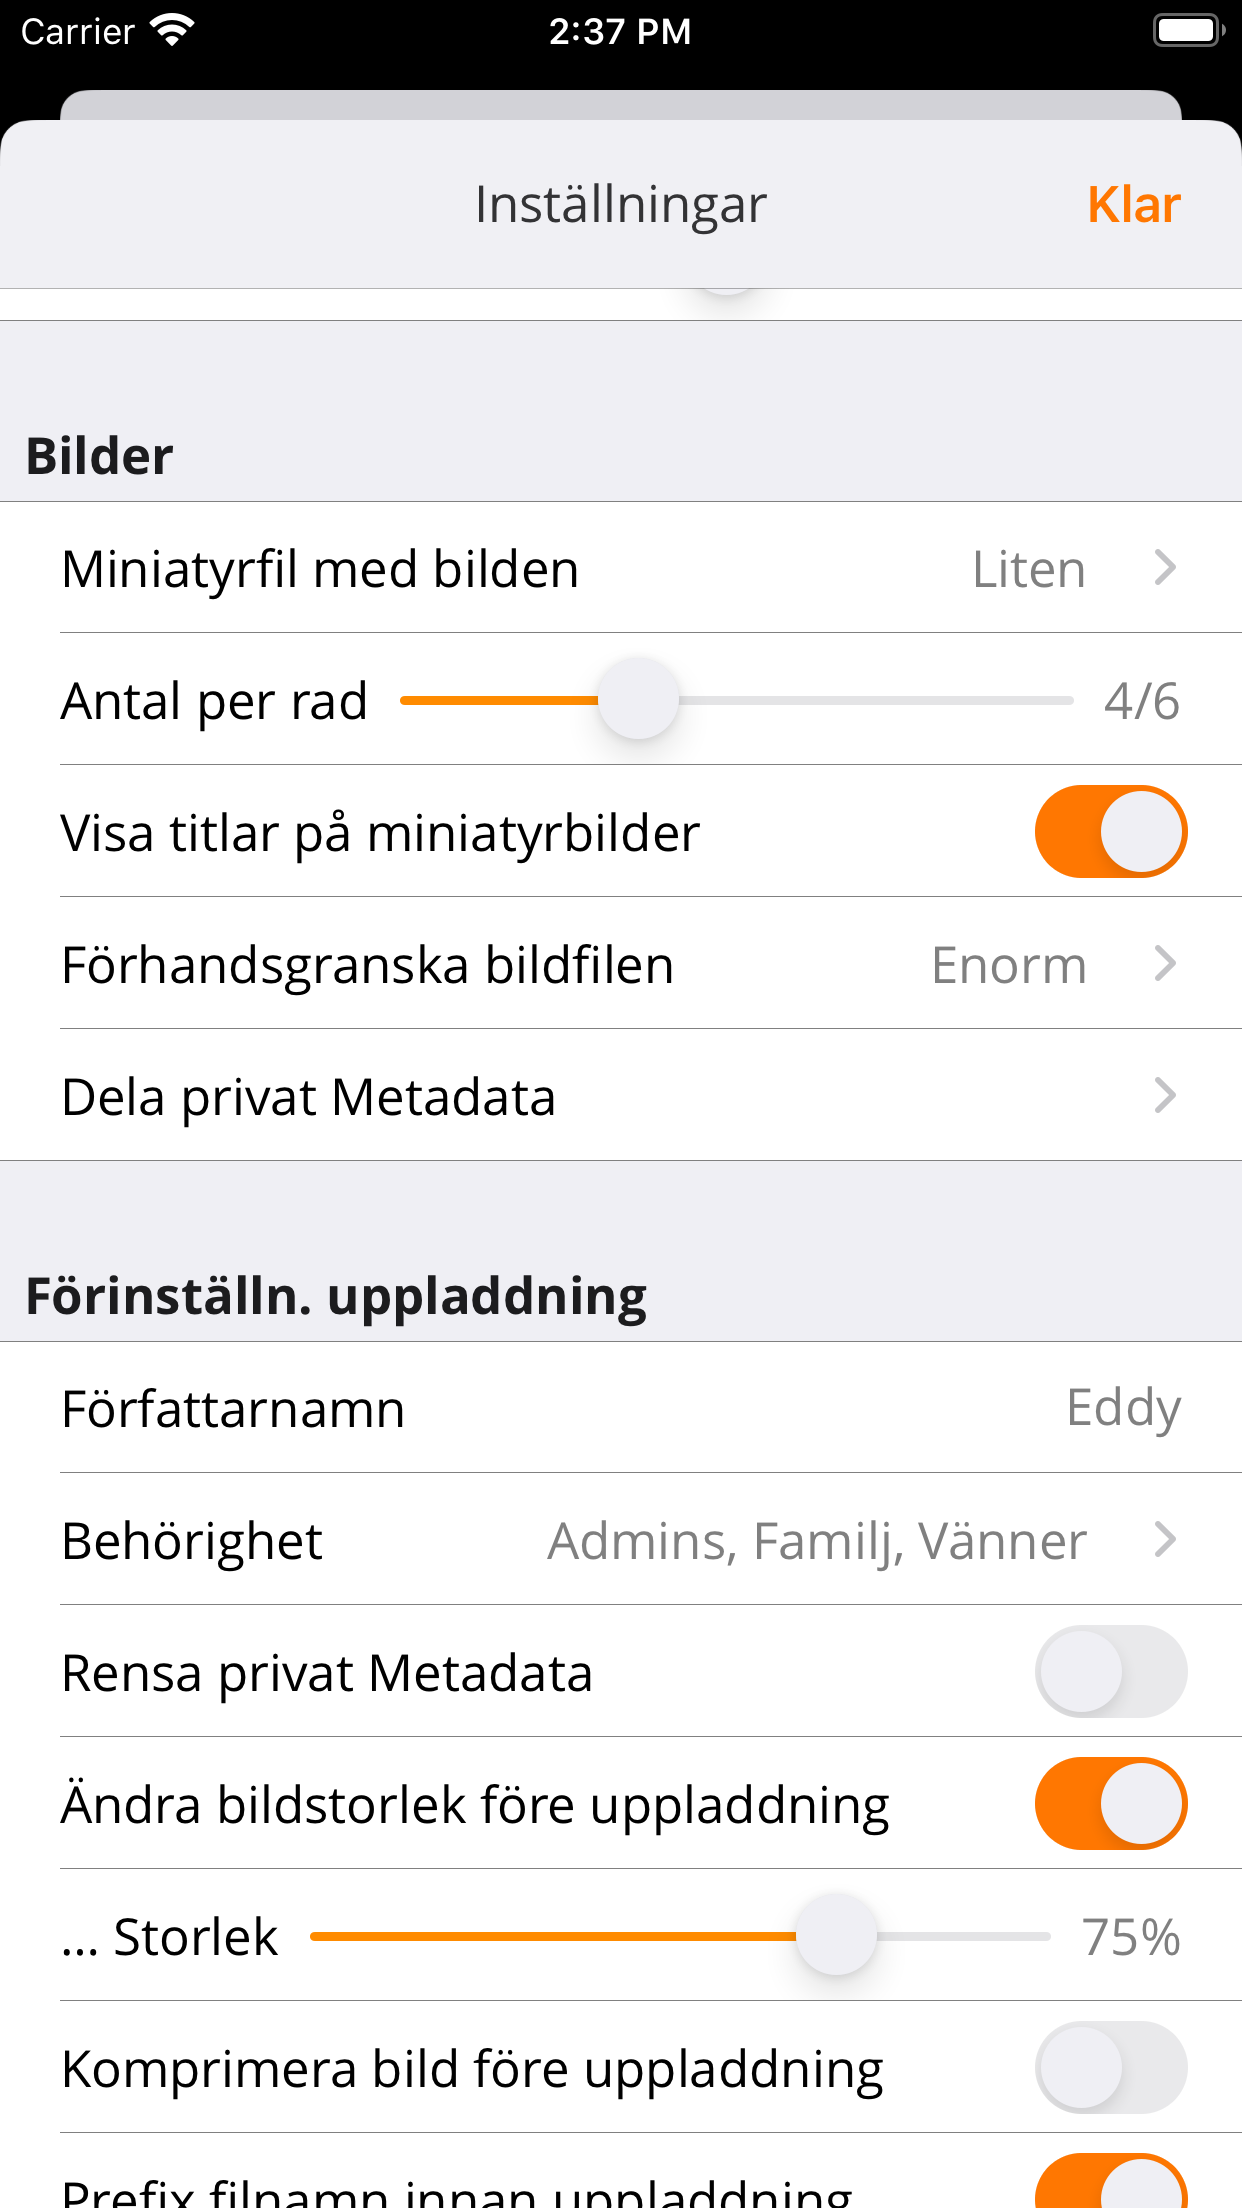 Carrier 2:37 PM
Inställningar Klar
Bilder
Miniatyrfil med bilden Liten
Antal per rad 4/6
Visa titlar på miniatyrbilder
Förhandsgranska bildfilen Enorm
Dela privat Metadata
Förinställn. uppladdning
Författarnamn Eddy
Behörighet Admins, Familj, Vänner
Rensa privat Metadata
Ändra bildstorlek före uppladdning
... Storlek 75%
Komprimera bild före uppladdning
Prefix filnamn innan uppladdning